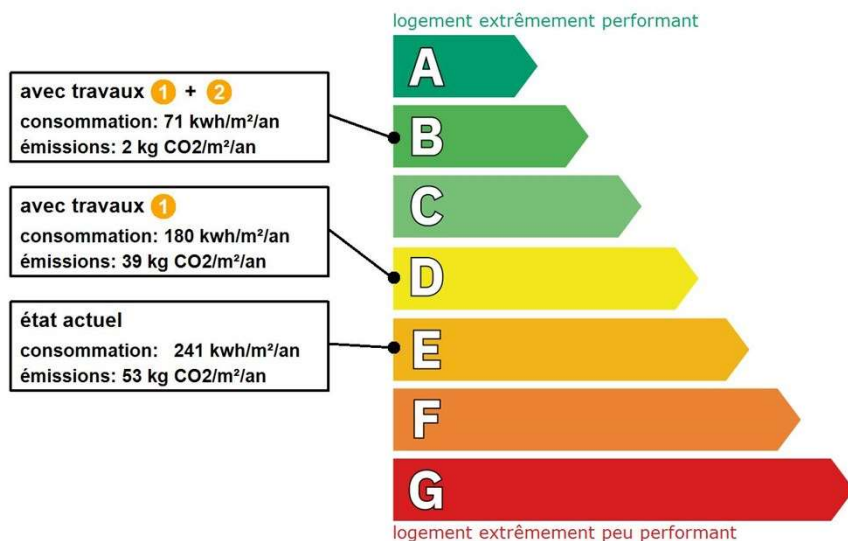 logement extrêmement performant
A
avec travaux 1 + 2
consommation: 71 kwh/m²/an
émissions: 2 kg CO2/m²/an
B
C
avec travaux 1
consommation: 180 kwh/m²/an
émissions: 39 kg CO2/m²/an
D
état actuel
consommation: 241 kwh/m²/an
émissions: 53 kg CO2/m²/an
E
F
G
logement extrêmement peu performant